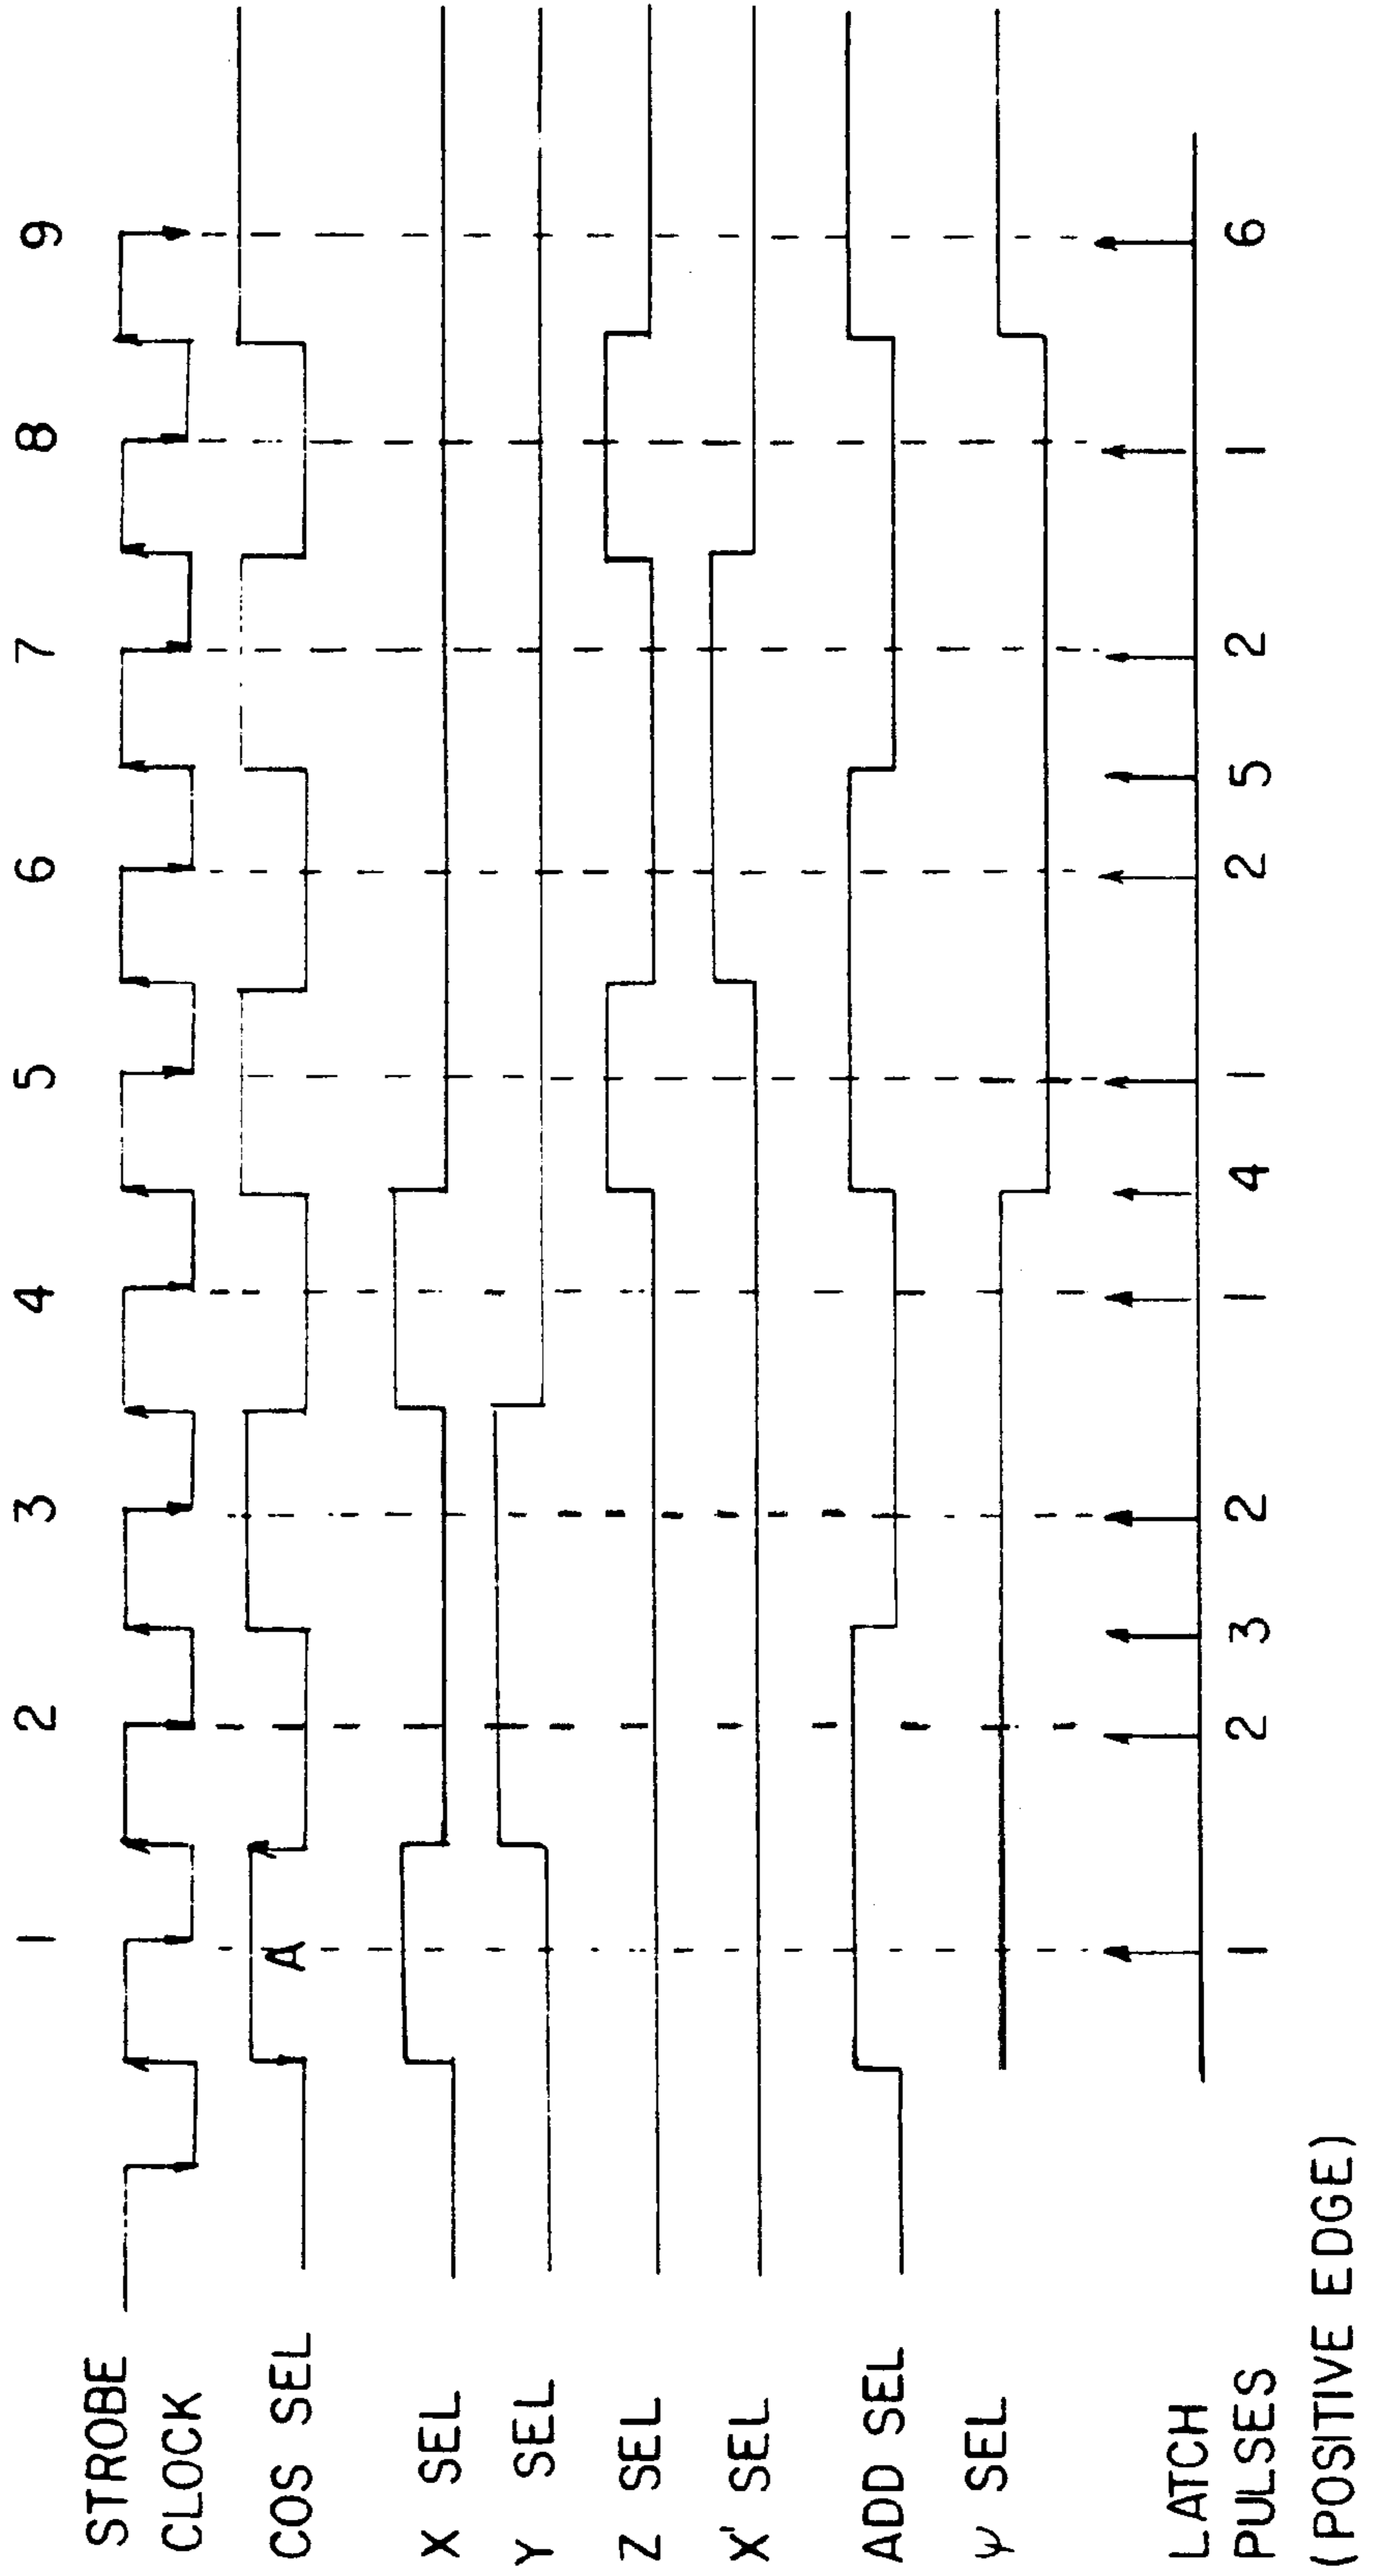 1 2 3 4 5 6 7 8 9
STROBE
CLOCK
COS SEL
A
X SEL
Y SEL
Z SEL
X' SEL
ADD SEL
Ψ SEL
LATCH
PULSES
1 2 3 2 1 4 1 2 5 2 1 6
(POSITIVE EDGE)